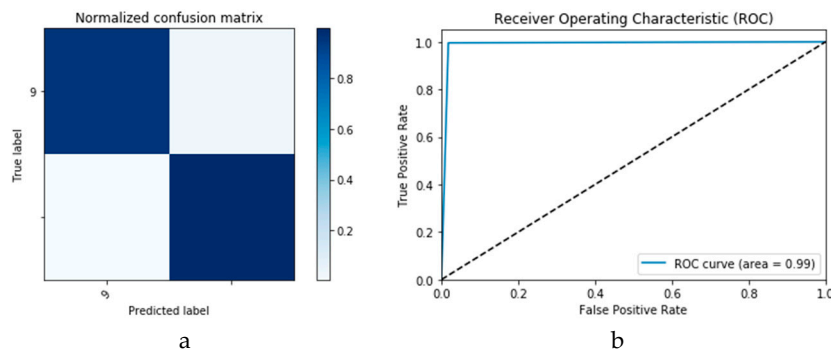 Normalized confusion matrix
9
True label
9
Predicted label
0.8
0.6
0.4
0.2
a
Receiver Operating Characteristic (ROC)
1.0
0.8
0.6
0.4
0.2
0.0
True Positive Rate
ROC curve (area = 0.99)
0.0 0.2 0.4 0.6 0.8 1.0
False Positive Rate
b